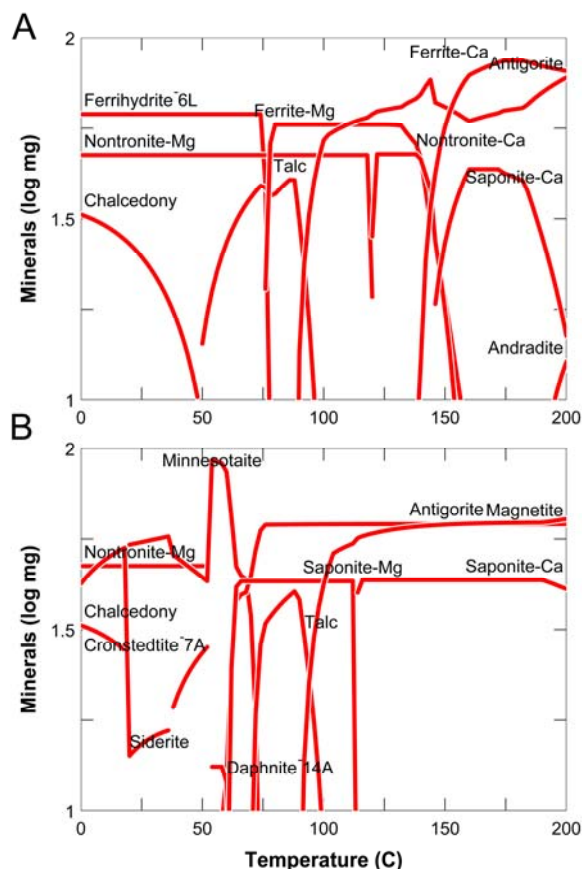 A
2
Ferrite-Ca
Antigorite
Ferrihydrite-6L
Ferrite-Mg
Nontronite-Mg
Nontronite-Ca
Talc
Saponite-Ca
Chalcedony
1.5
Minerals (log mg)
Andradite
1
0 50 100 150 200
B
2
Minnesotaite
Antigorite Magnetite
Nontronite-Mg
Saponite-Mg
Saponite-Ca
Chalcedony
1.5
Talc
Cronstedtite-7A
Minerals (log mg)
Siderite
Daphnite-14A
1
0 50 100 150 200
Temperature (C)